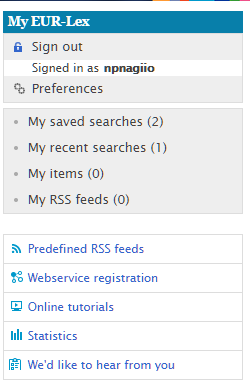 My EUR-Lex
Sign out
Signed in as npnagiio
Preferences
My saved searches (2)
My recent searches (1)
My items (0)
My RSS feeds (0)
Predefined RSS feeds
Webservice registration
Online tutorials
Statistics
We'd like to hear from you